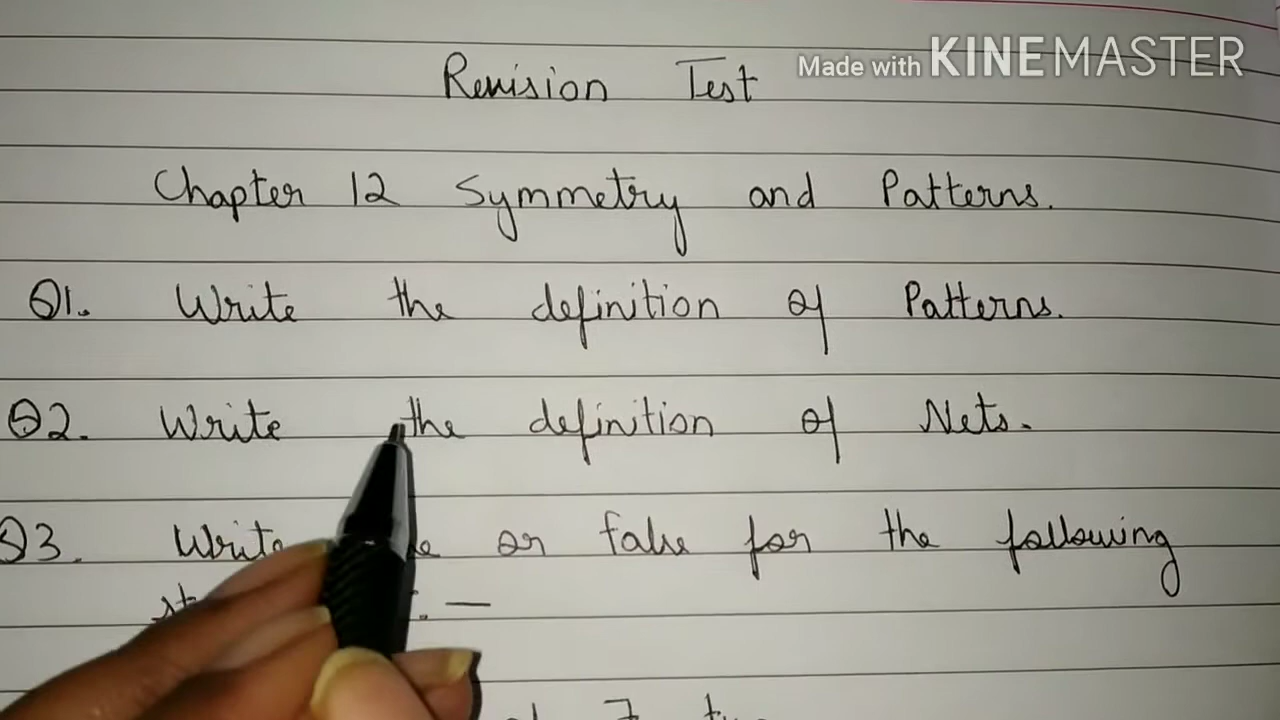 Made with KINEMASTER
Revision Test
Chapter 12 Symmetry and Patterns.
Q1. Write the definition of Patterns.
Q2. Write the definition of Nets.
Q3. Write or false for the following